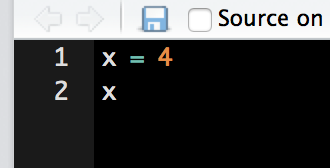 Source on
1 x = 4
2 x